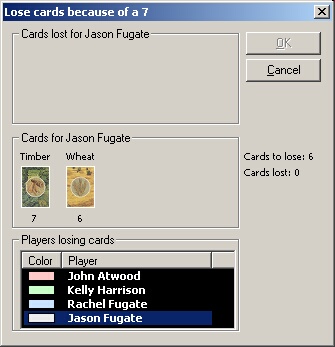 Lose cards because of a 7
Cards lost for Jason Fugate
OK
Cancel
Cards for Jason Fugate
Timber Wheat
7 6
Cards to lose: 6
Cards lost: 0
Players losing cards
Color Player
John Atwood
Kelly Harrison
Rachel Fugate
Jason Fugate